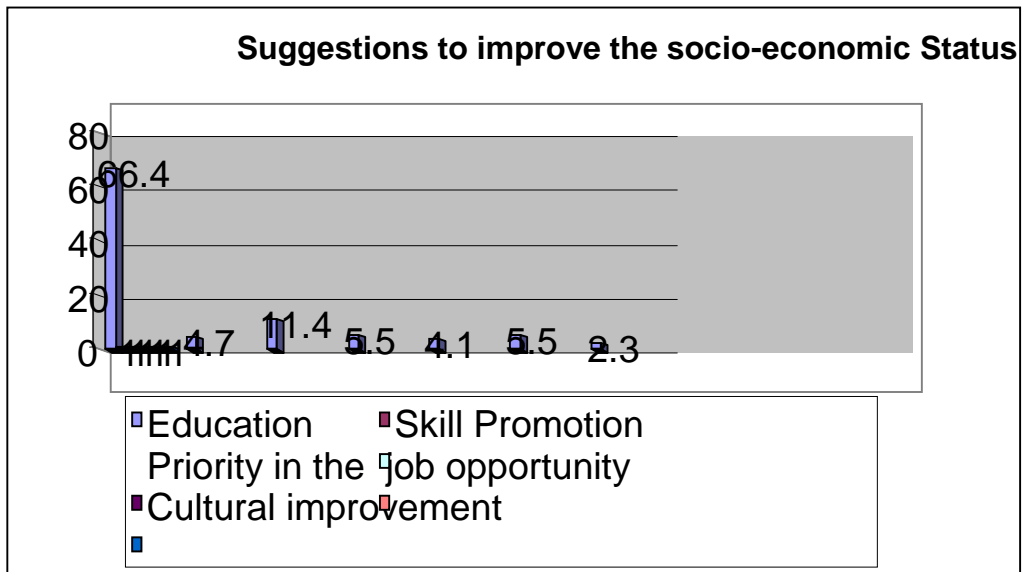 Suggestions to improve the socio-economic Status
80
66.4
60
40
20
0
4.7
11.4
5.5
4.1
5.5
2.3
Education
Skill Promotion
Priority in the job opportunity
Cultural improvement